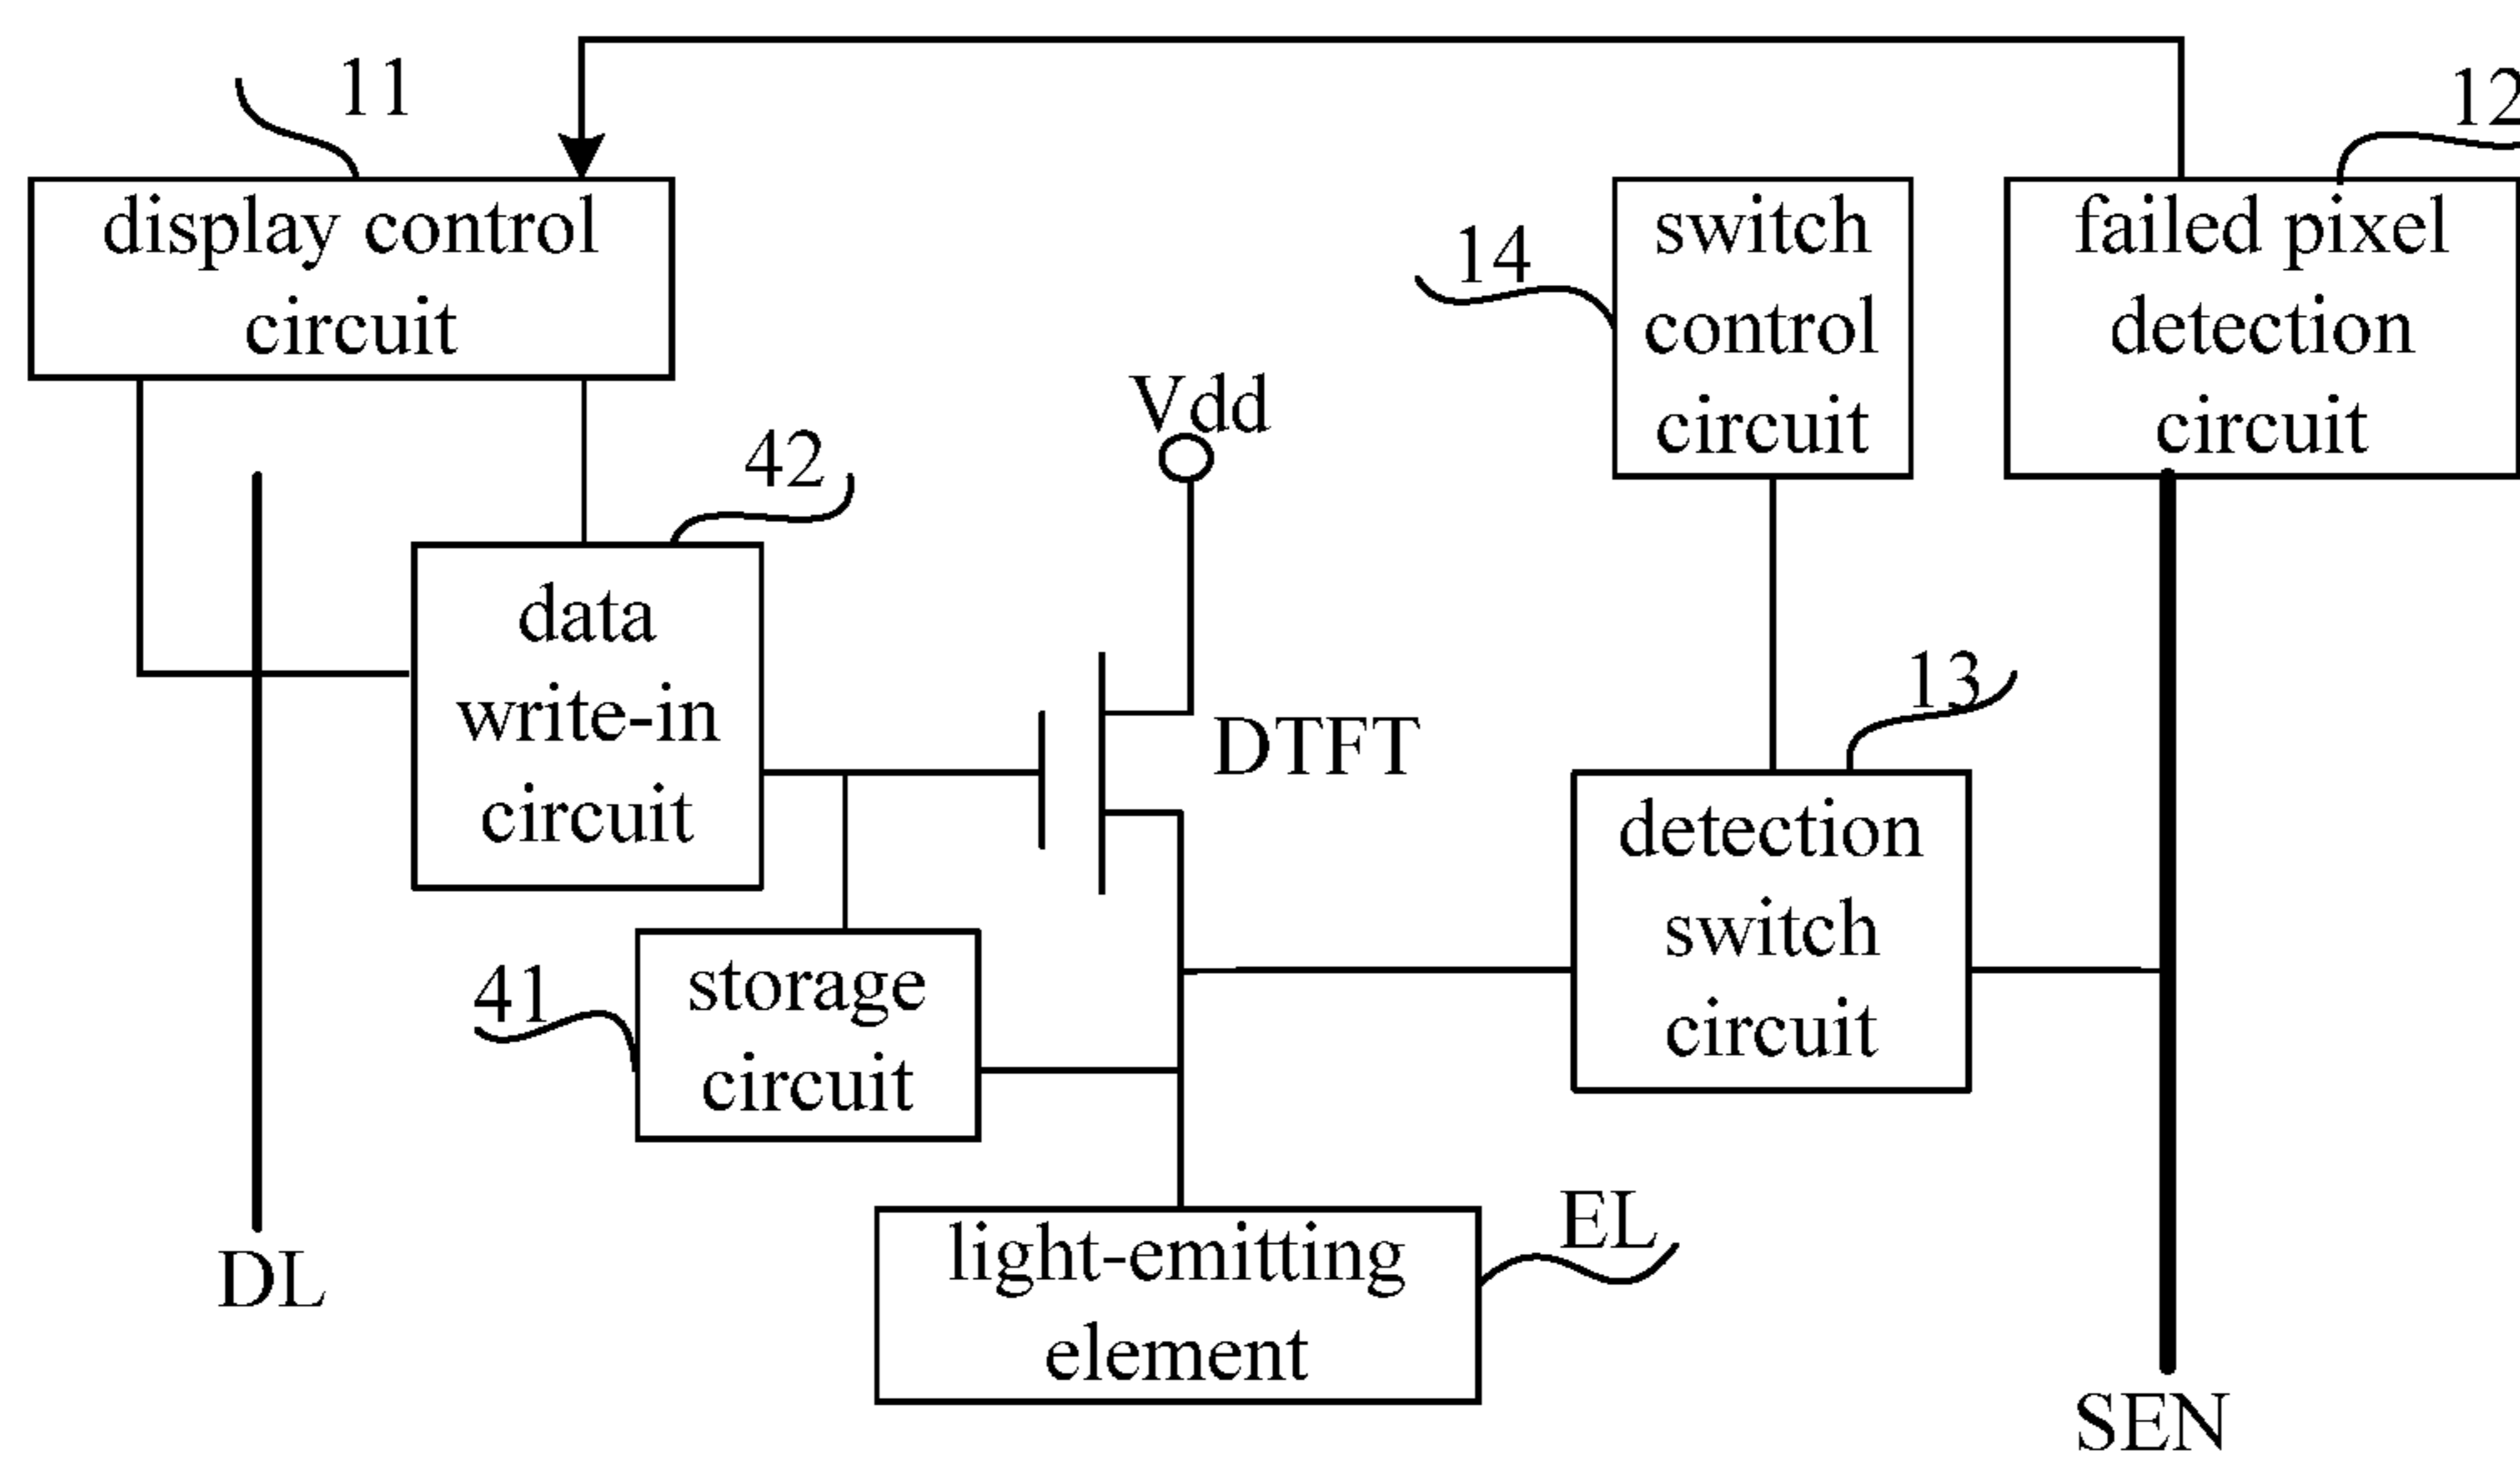 11
12
display control
circuit
switch
control
circuit
14
failed pixel
detection
circuit
Vdd
42
data
write-in
circuit
DTFT
13
detection
switch
circuit
41
storage
circuit
DL
light-emitting
element
EL
SEN